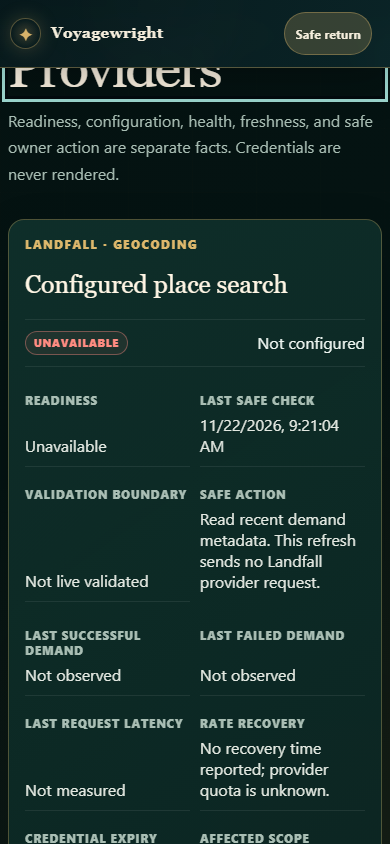 Voyagewright
Safe return
Providers
Readiness, configuration, health, freshness, and safe
owner action are separate facts. Credentials are
never rendered.
LANDFALL · GEOCODING
Configured place search
UNAVAILABLE
Not configured
READINESS
Unavailable
LAST SAFE CHECK
11/22/2026, 9:21:04
AM
VALIDATION BOUNDARY
Not live validated
SAFE ACTION
Read recent demand
metadata. This refresh
sends no Landfall
provider request.
LAST SUCCESSFUL
DEMAND
Not observed
LAST FAILED DEMAND
Not observed
LAST REQUEST LATENCY
Not measured
RATE RECOVERY
No recovery time
reported; provider
quota is unknown.
CREDENTIAL EXPIRY
AFFECTED SCOPE